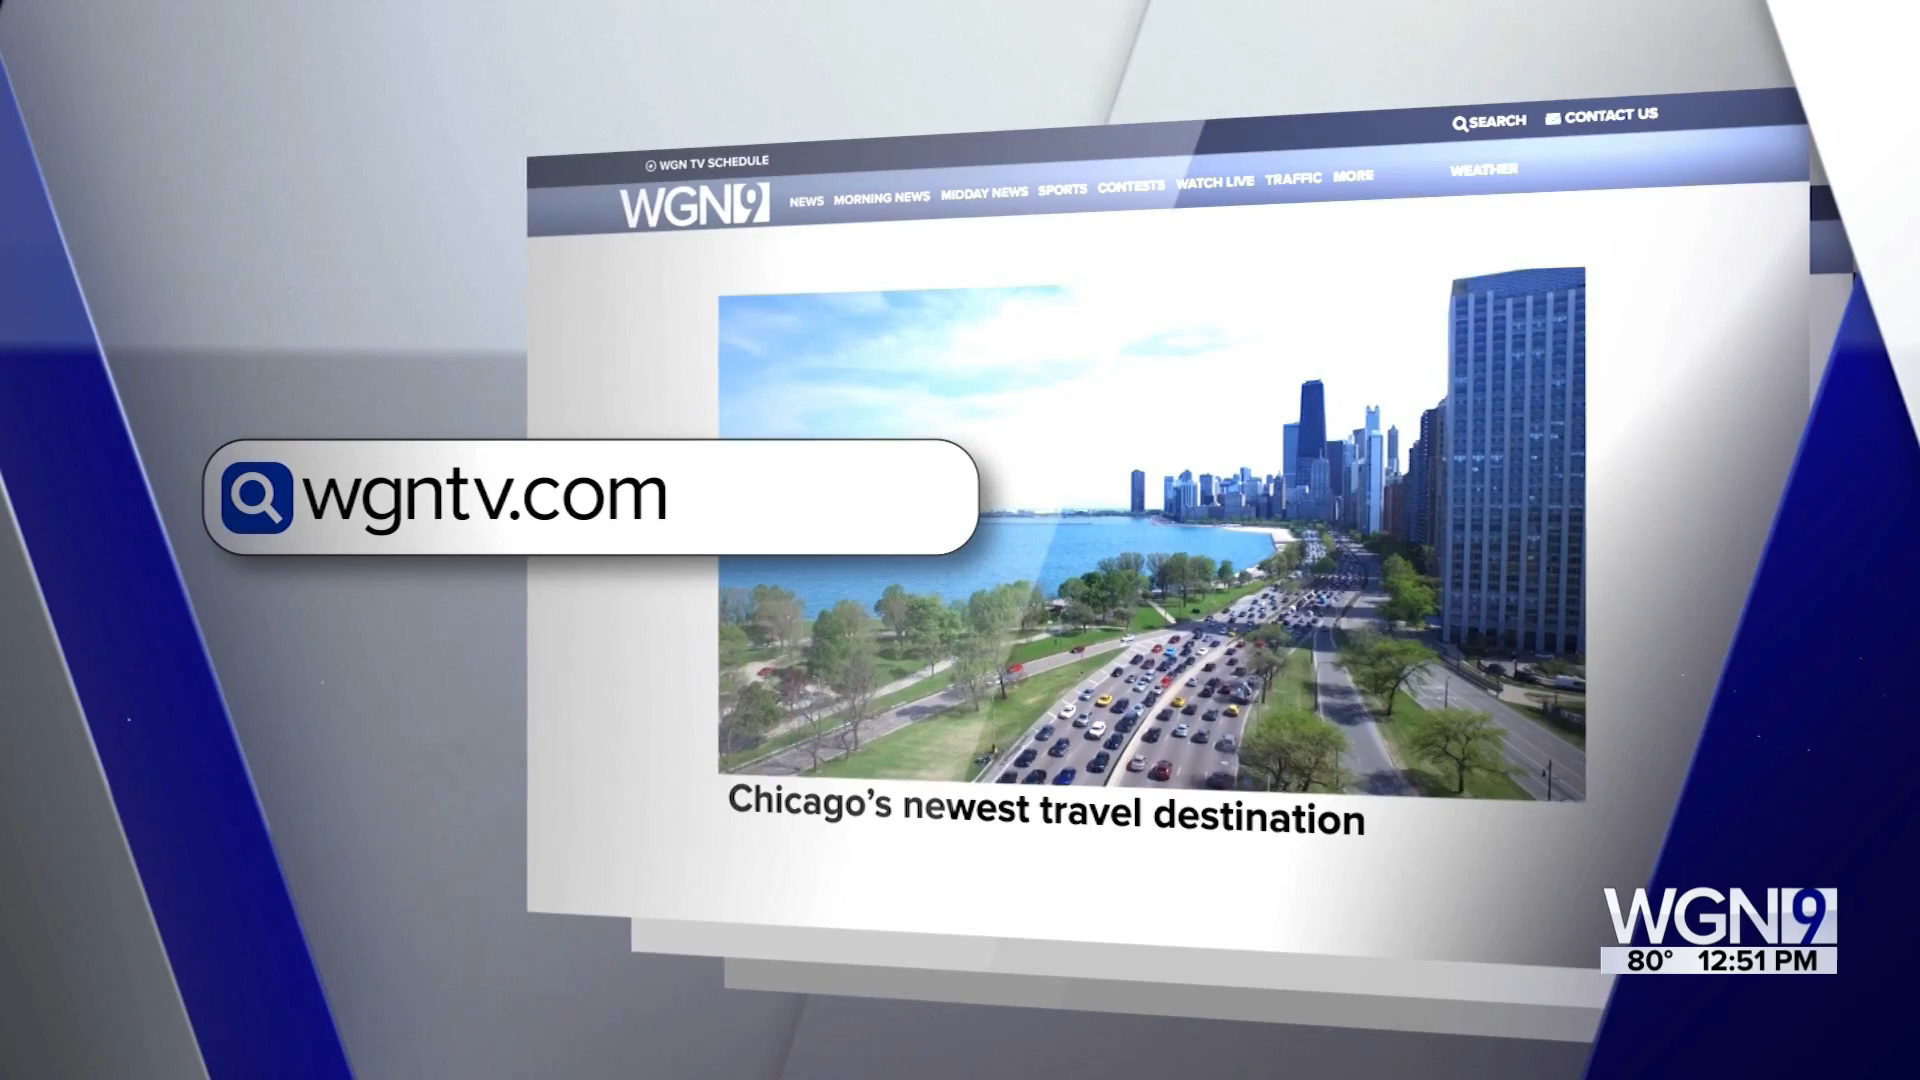 WGN TV SCHEDULE
SEARCH
CONTACT US
WGN9
NEWS MORNING NEWS MIDDAY NEWS SPORTS CONTESTS WATCH LIVE TRAFFIC MORE WEATHER
wgntv.com
Chicago’s newest travel destination
WGN9
80° 12:51 PM